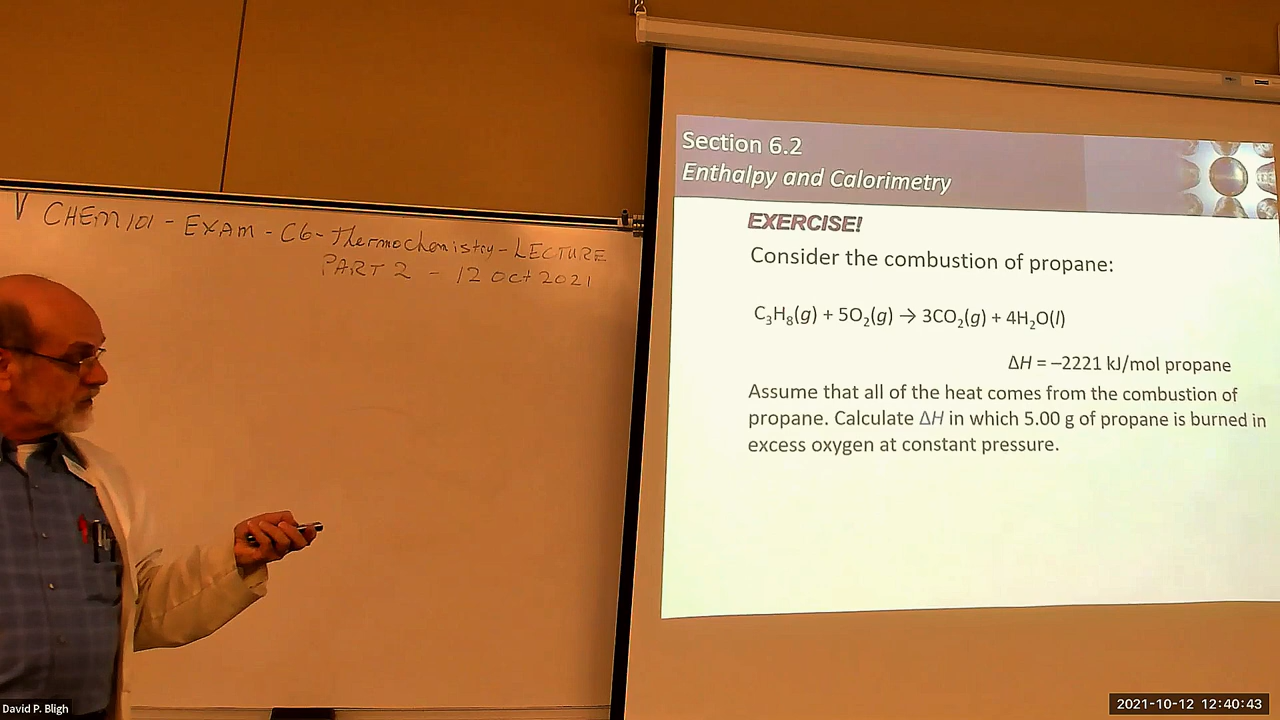 V CHEM 101 - EXAM - C6 - Thermochemistry - LECTURE
PART 2 - 12 Oct 2021
Section 6.2
Enthalpy and Calorimetry
EXERCISE!
Consider the combustion of propane:
C₃H₈(g) + 5O₂(g) → 3CO₂(g) + 4H₂O(l)
ΔH = –2221 kJ/mol propane
Assume that all of the heat comes from the combustion of
propane. Calculate ΔH in which 5.00 g of propane is burned in
excess oxygen at constant pressure.
David P. Bligh
2021-10-12 12:40:43